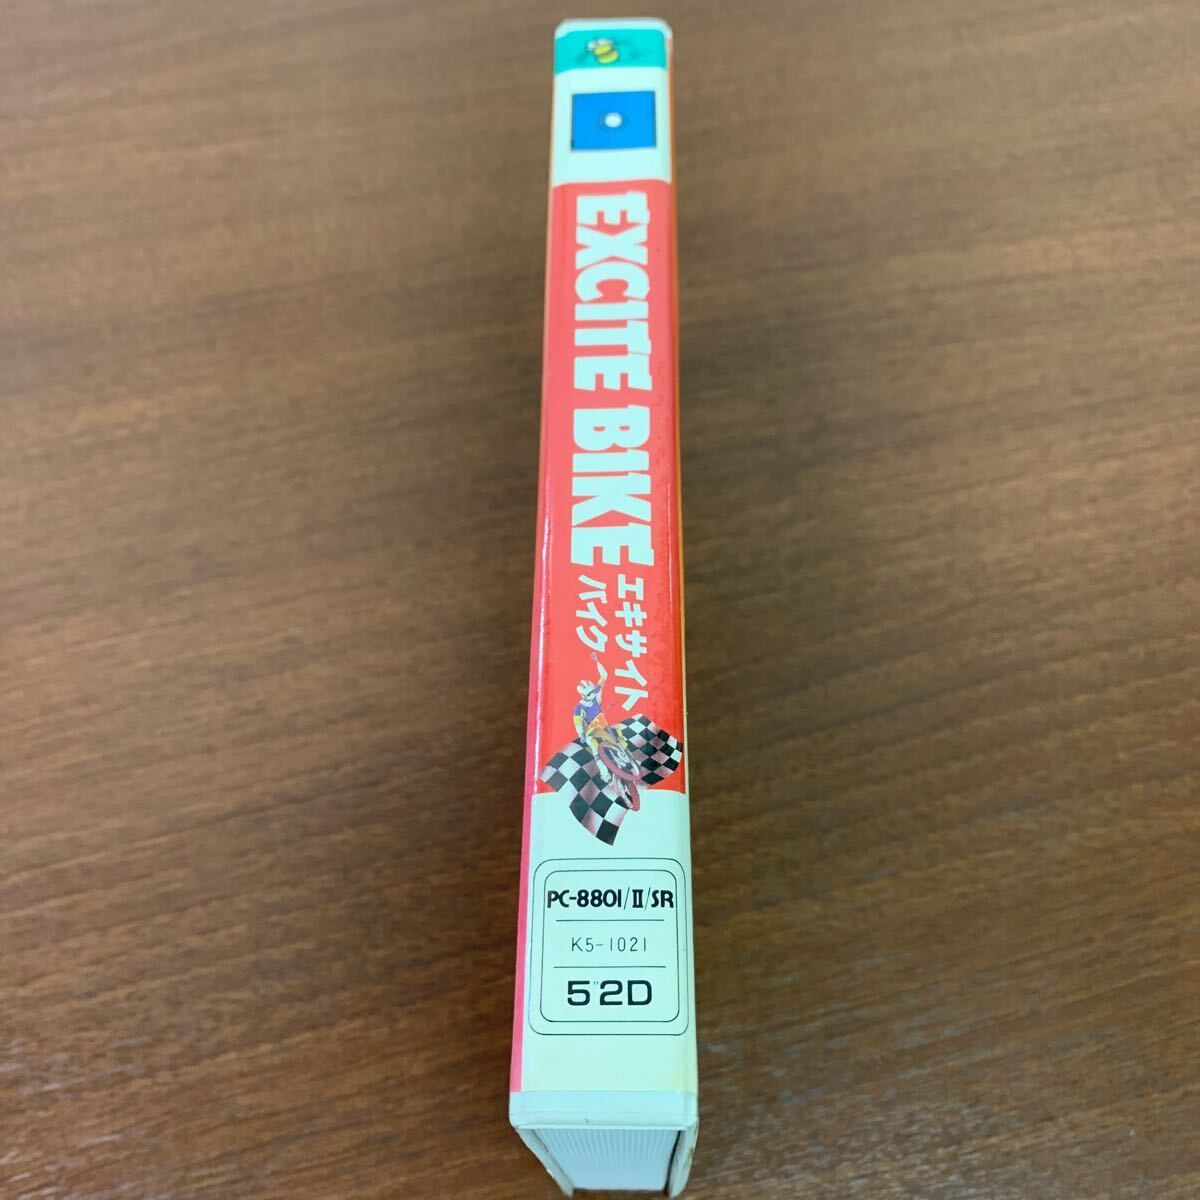 EXCITE BIKE
エキサイト
バイク
PC-8801/II/SR
K5-1021
5"2D